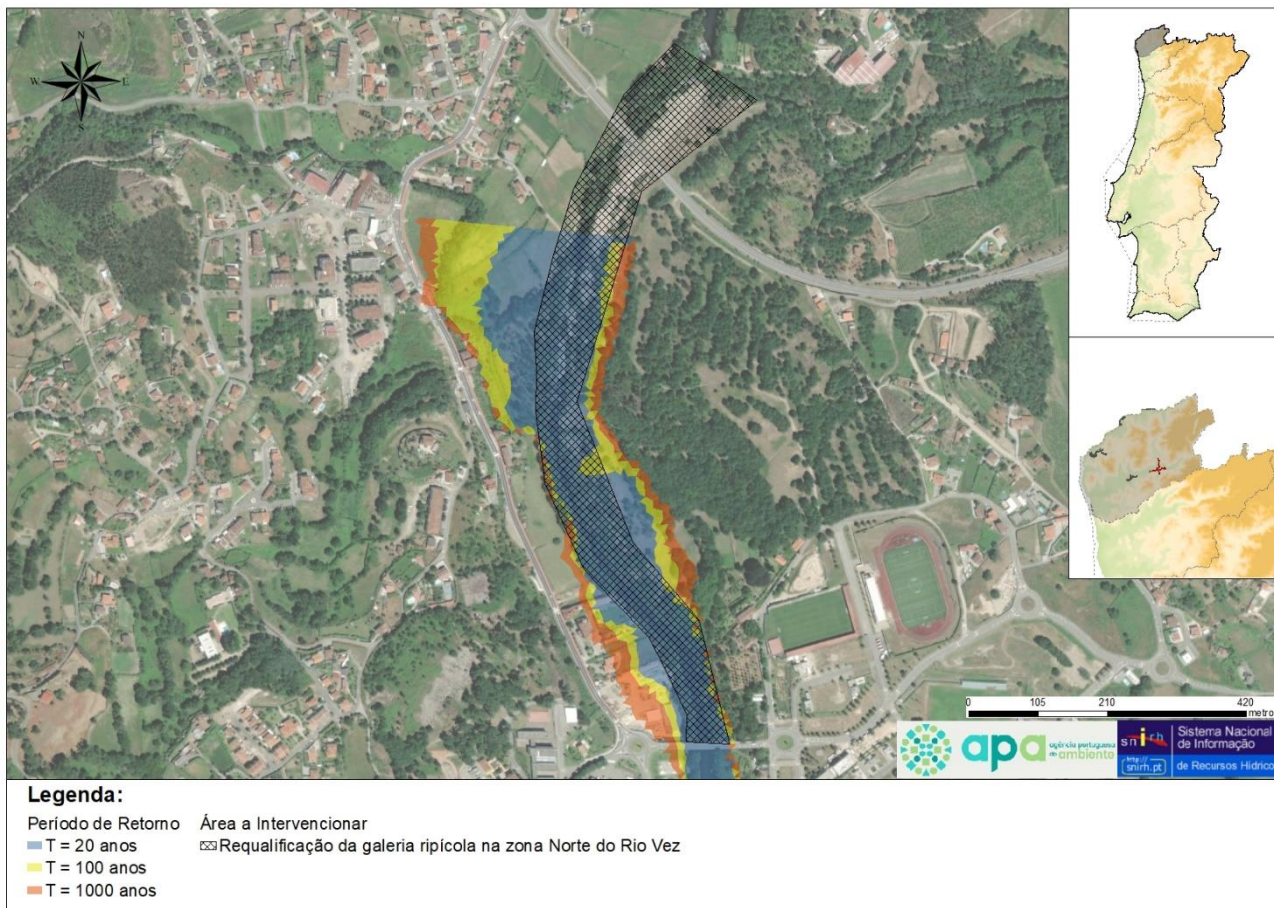 N
W E
S
0 105 210 420
metro
apa agência portuguesa
do ambiente
snirh
http://
snirh.pt
Sistema Nacional
de Informação
de Recursos Hídrico
Legenda:
Período de Retorno Área a Intervencionar
T = 20 anos Requalificação da galeria ripícola na zona Norte do Rio Vez
T = 100 anos
T = 1000 anos